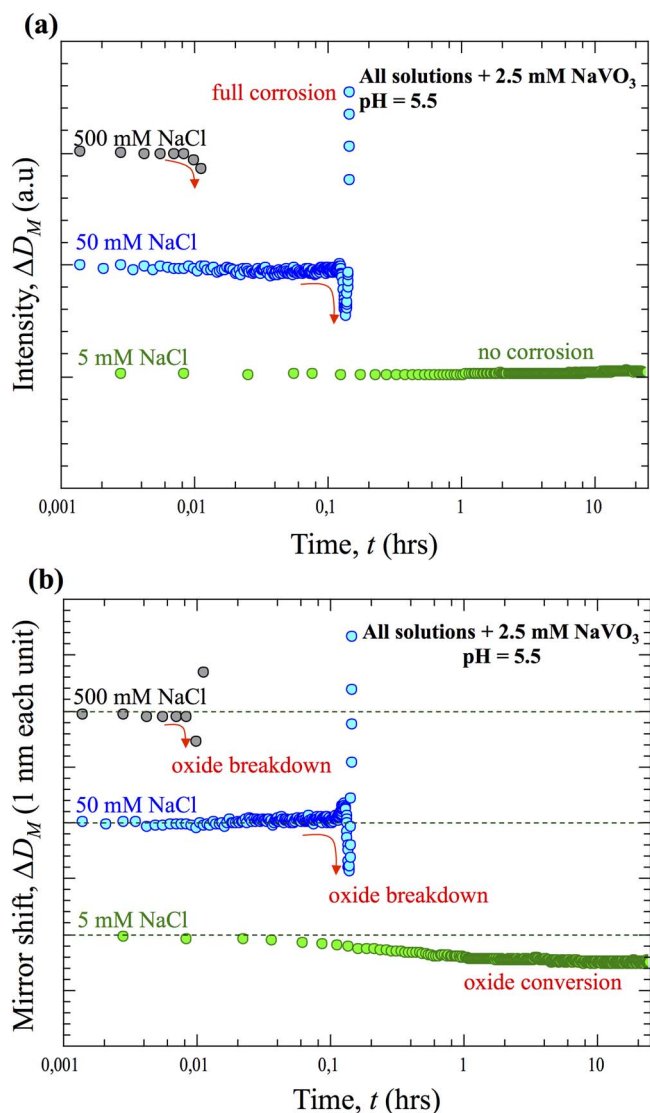 (a)
All solutions + 2.5 mM NaVO₃
pH = 5.5
full corrosion
500 mM NaCl
50 mM NaCl
5 mM NaCl
no corrosion
Intensity, ΔD_M (a.u)
0,001 0,01 0,1 1 10
Time, t (hrs)
(b)
All solutions + 2.5 mM NaVO₃
pH = 5.5
500 mM NaCl
oxide breakdown
50 mM NaCl
oxide breakdown
5 mM NaCl
oxide conversion
Mirror shift, ΔD_M (1 nm each unit)
0,001 0,01 0,1 1 10
Time, t (hrs)